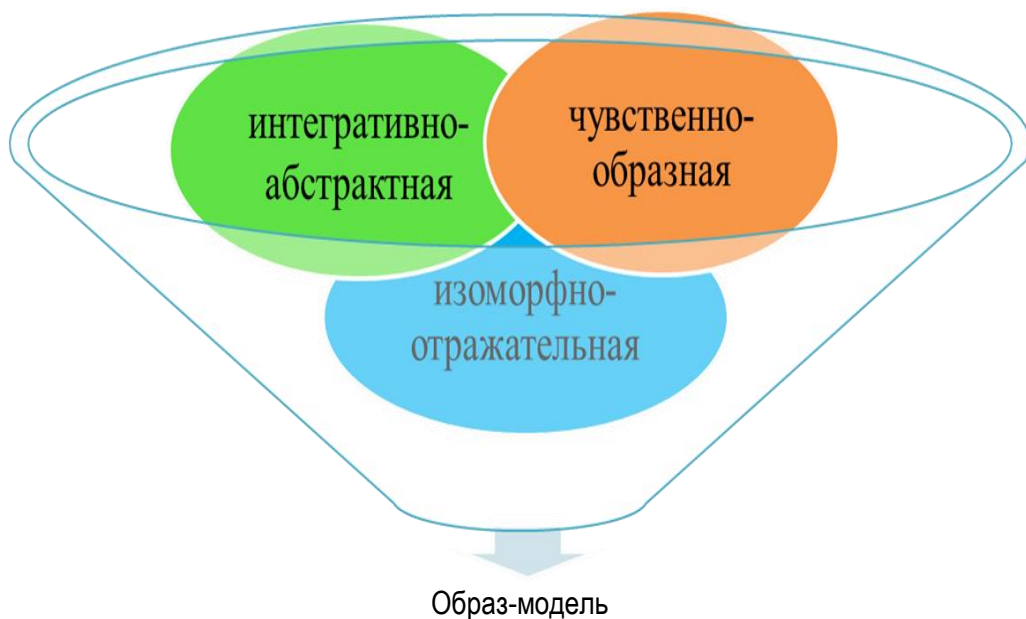 интегративно-
абстрактная
чувственно-
образная
изоморфно-
отражательная
Образ-модель